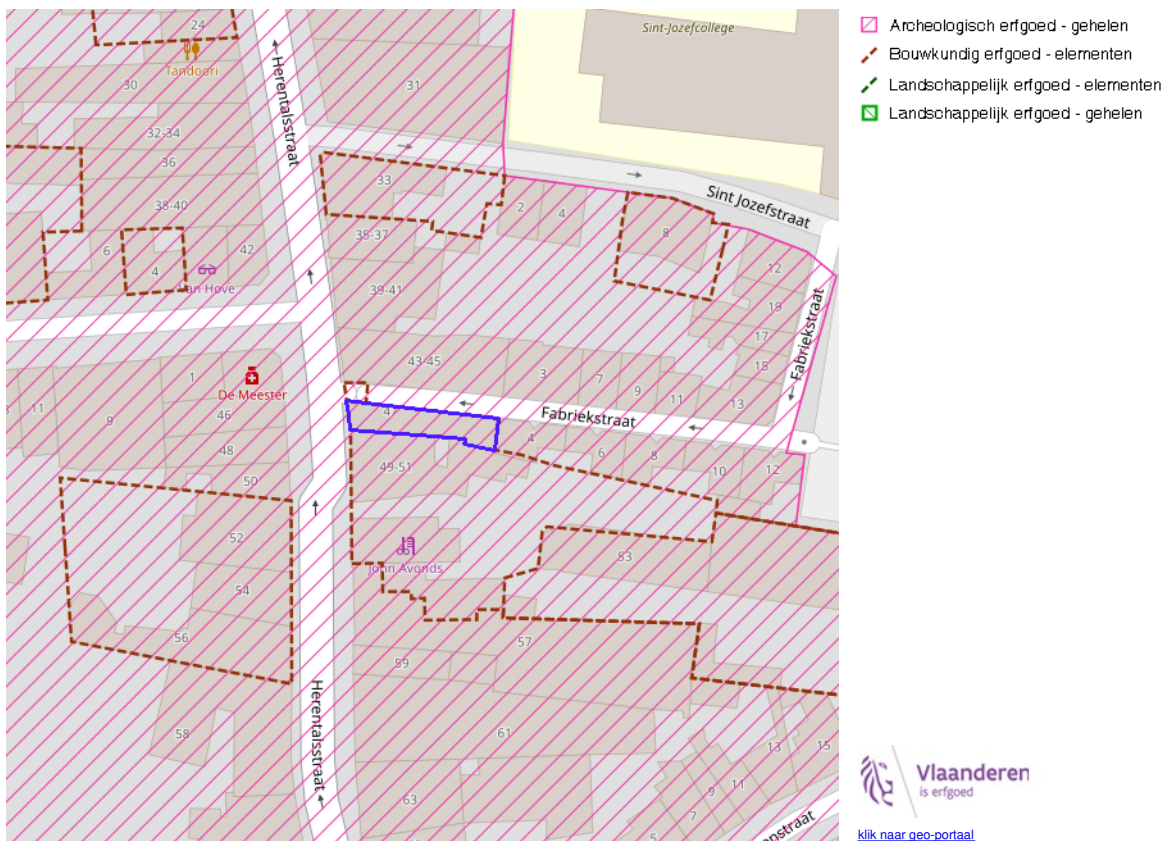 Archeologisch erfgoed - gehelen
Bouwkundig erfgoed - elementen
Landschappelijk erfgoed - elementen
Landschappelijk erfgoed - gehelen
24
Tandoori
30
Herentalsstraat
31
Sint-Jozefcollege
32-34
36
38-40
33
2
4
Sint Jozefstraat
6
4
42
Van Hove
35-37
8
12
39-41
19
17
15
Fabriekstraat
43-45
3
7
9
11
13
1
De Meester
11
9
46
48
50
47
Fabriekstraat
4
6
8
10
12
49-51
52
54
56
John Avonds
53
57
59
58
Herentalsstraat
61
63
13
15
11
9
7
5
nstraat
Vlaanderen
is erfgoed
klik naar geo-portaal